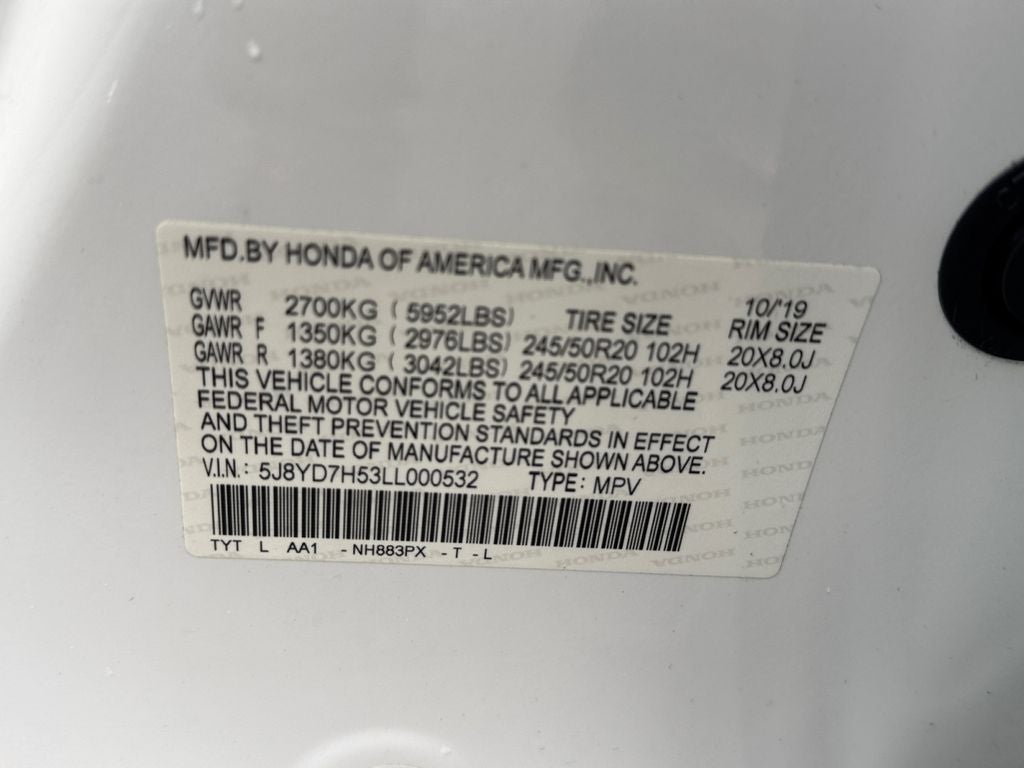 MFD.BY HONDA OF AMERICA MFG.,INC.
10/'19
GVWR 2700KG ( 5952LBS) TIRE SIZE RIM SIZE
GAWR F 1350KG ( 2976LBS) 245/50R20 102H 20X8.0J
GAWR R 1380KG ( 3042LBS) 245/50R20 102H 20X8.0J
THIS VEHICLE CONFORMS TO ALL APPLICABLE
FEDERAL MOTOR VEHICLE SAFETY
AND THEFT PREVENTION STANDARDS IN EFFECT
ON THE DATE OF MANUFACTURE SHOWN ABOVE.
V.I.N.: 5J8YD7H53LL000532 TYPE: MPV
TYT L AA1 - NH883PX - T - L